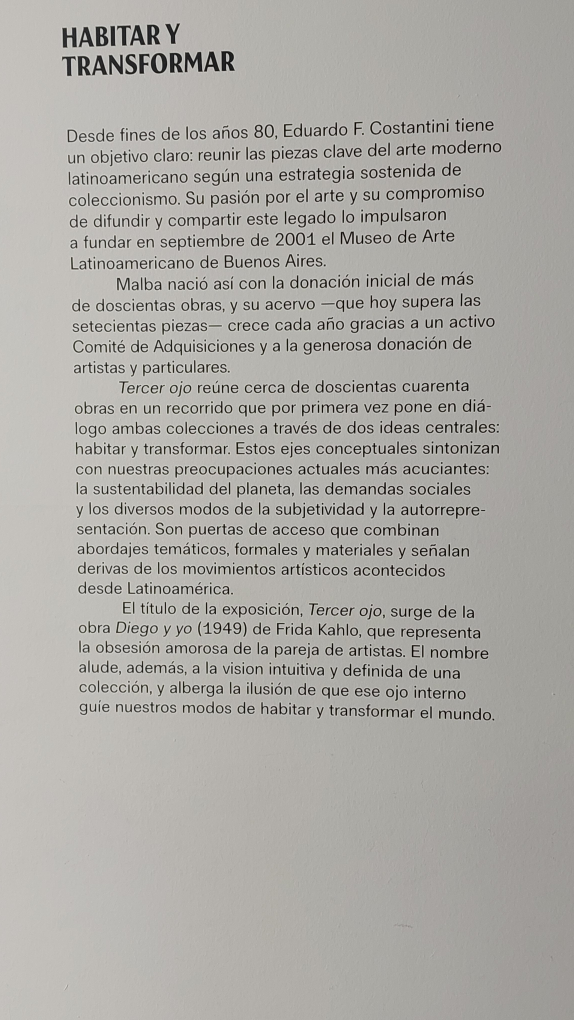 HABITAR Y
TRANSFORMAR
Desde fines de los años 80, Eduardo F. Costantini tiene
un objetivo claro: reunir las piezas clave del arte moderno
latinoamericano según una estrategia sostenida de
coleccionismo. Su pasión por el arte y su compromiso
de difundir y compartir este legado lo impulsaron
a fundar en septiembre de 2001 el Museo de Arte
Latinoamericano de Buenos Aires.
Malba nació así con la donación inicial de más
de doscientas obras, y su acervo —que hoy supera las
setecientas piezas— crece cada año gracias a un activo
Comité de Adquisiciones y a la generosa donación de
artistas y particulares.
Tercer ojo reúne cerca de doscientas cuarenta
obras en un recorrido que por primera vez pone en diá-
logo ambas colecciones a través de dos ideas centrales:
habitar y transformar. Estos ejes conceptuales sintonizan
con nuestras preocupaciones actuales más acuciantes:
la sustentabilidad del planeta, las demandas sociales
y los diversos modos de la subjetividad y la autorrepre-
sentación. Son puertas de acceso que combinan
abordajes temáticos, formales y materiales y señalan
derivas de los movimientos artísticos acontecidos
desde Latinoamérica.
El título de la exposición, Tercer ojo, surge de la
obra Diego y yo (1949) de Frida Kahlo, que representa
la obsesión amorosa de la pareja de artistas. El nombre
alude, además, a la vision intuitiva y definida de una
colección, y alberga la ilusión de que ese ojo interno
guíe nuestros modos de habitar y transformar el mundo.